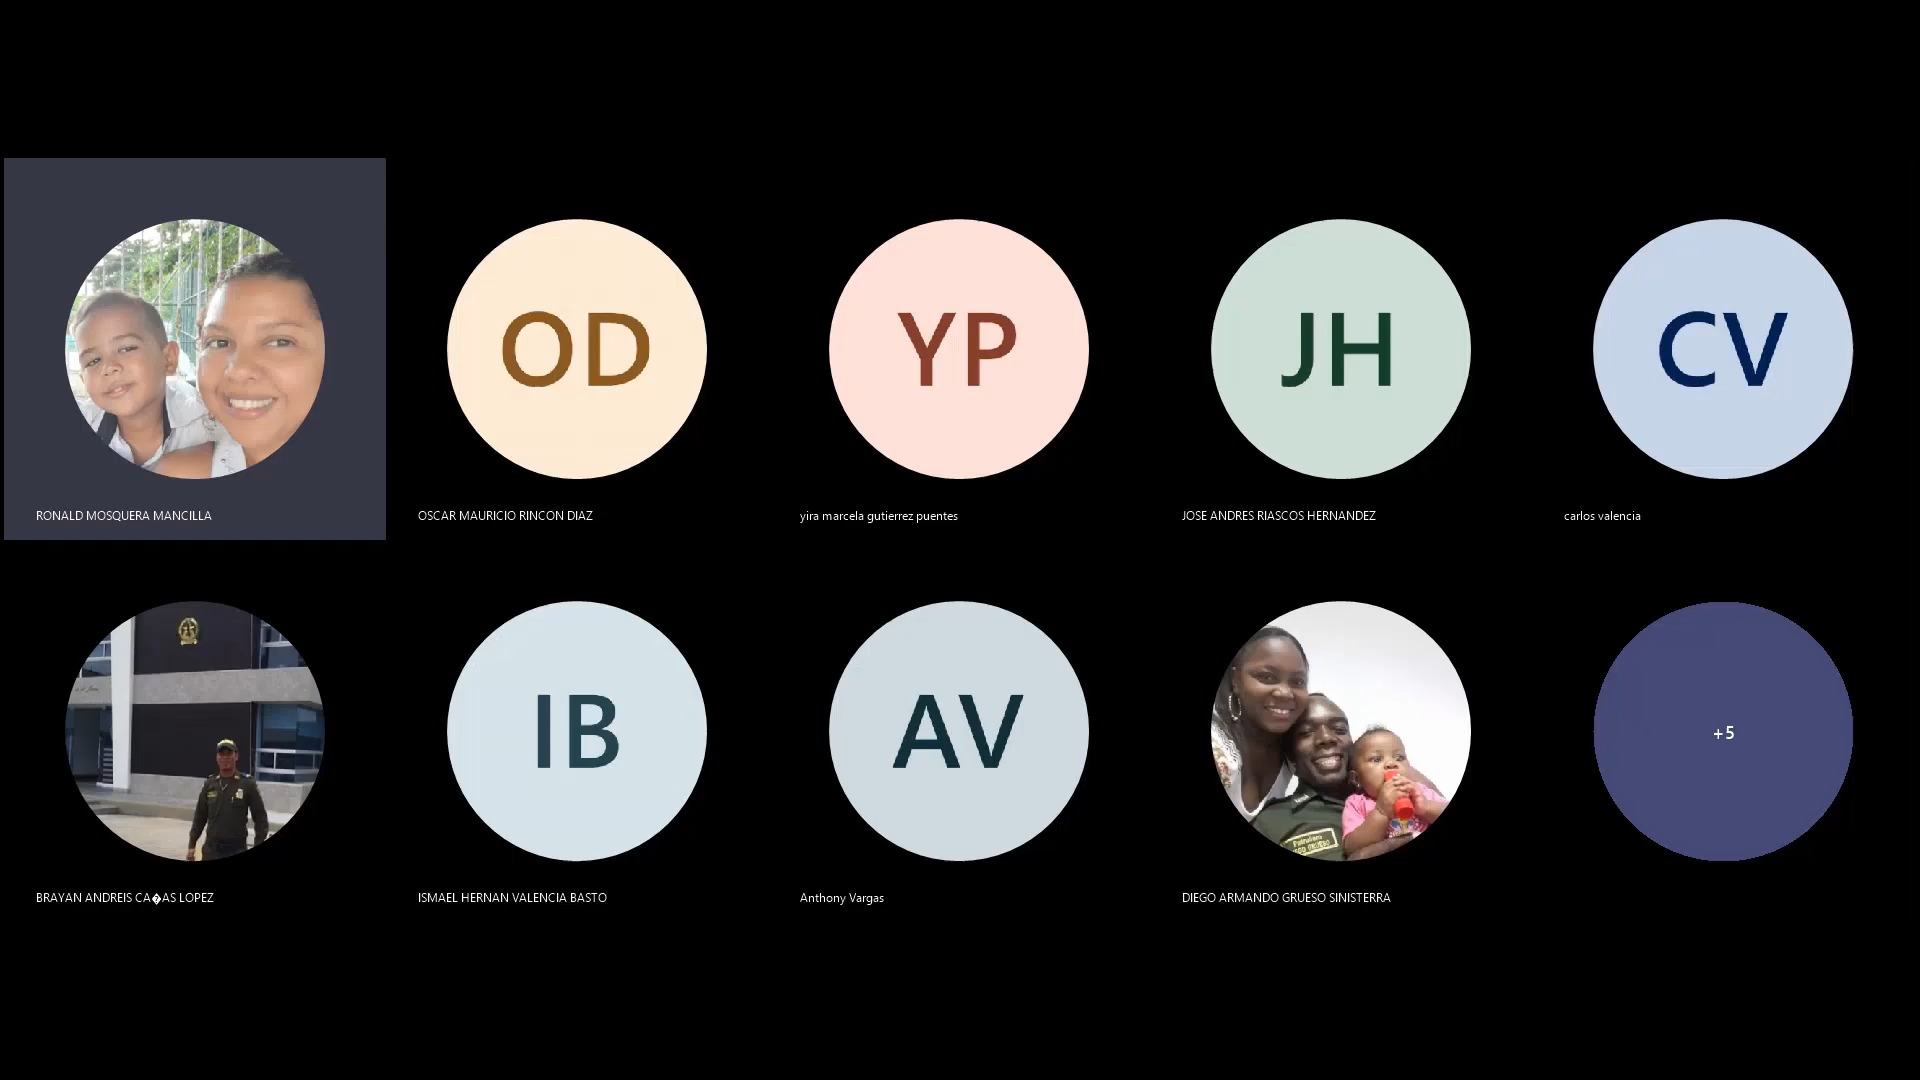 OD
YP
JH
CV
RONALD MOSQUERA MANCILLA
OSCAR MAURICIO RINCON DIAZ
yira marcela gutierrez puentes
JOSE ANDRES RIASCOS HERNANDEZ
carlos valencia
IB
AV
Patrullero
+5
BRAYAN ANDREIS CA�AS LOPEZ
ISMAEL HERNAN VALENCIA BASTO
Anthony Vargas
DIEGO ARMANDO GRUESO SINISTERRA